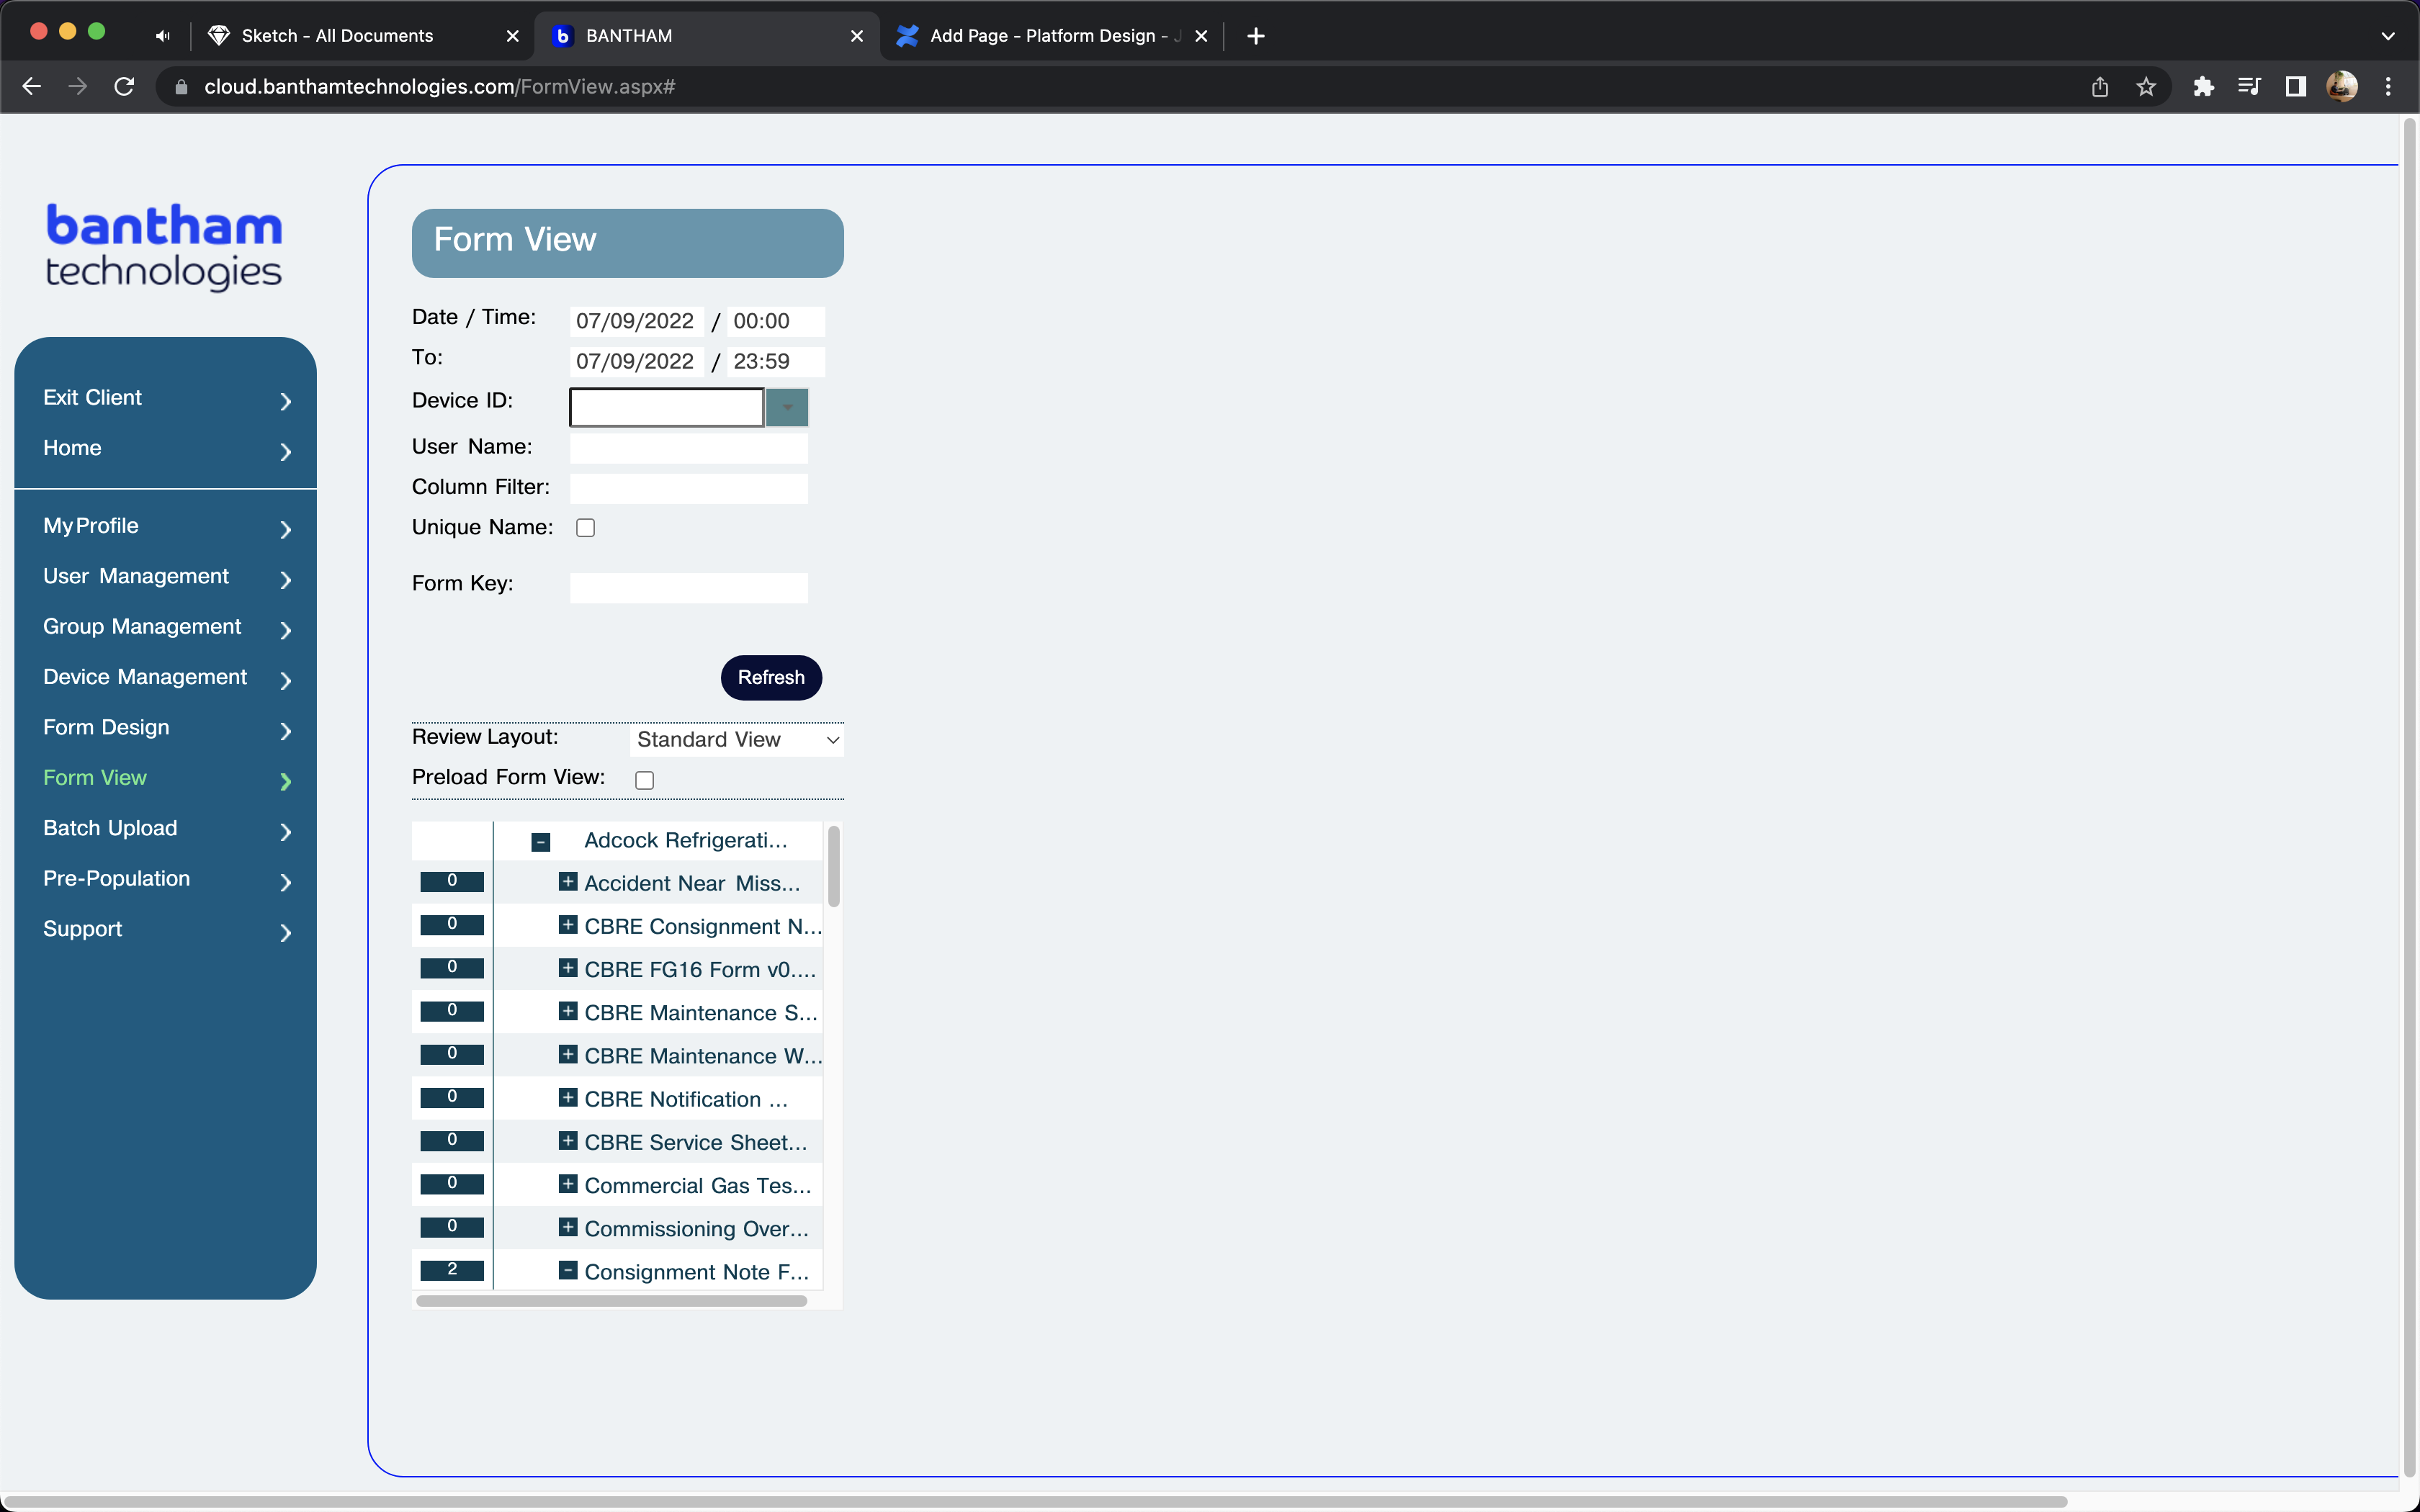 Sketch - All Documents
BANTHAM
Add Page - Platform Design -
cloud.banthamtechnologies.com/FormView.aspx#
bantham
technologies
Exit Client
Home
My Profile
User Management
Group Management
Device Management
Form Design
Form View
Batch Upload
Pre-Population
Support
Form View
Date / Time: 07/09/2022 / 00:00
To: 07/09/2022 / 23:59
Device ID:
User Name:
Column Filter:
Unique Name:
Form Key:
Refresh
Review Layout: Standard View
Preload Form View:
Adcock Refrigerati...
0 Accident Near Miss...
0 CBRE Consignment N...
0 CBRE FG16 Form v0....
0 CBRE Maintenance S...
0 CBRE Maintenance W...
0 CBRE Notification ...
0 CBRE Service Sheet...
0 Commercial Gas Tes...
0 Commissioning Over...
2 Consignment Note F...